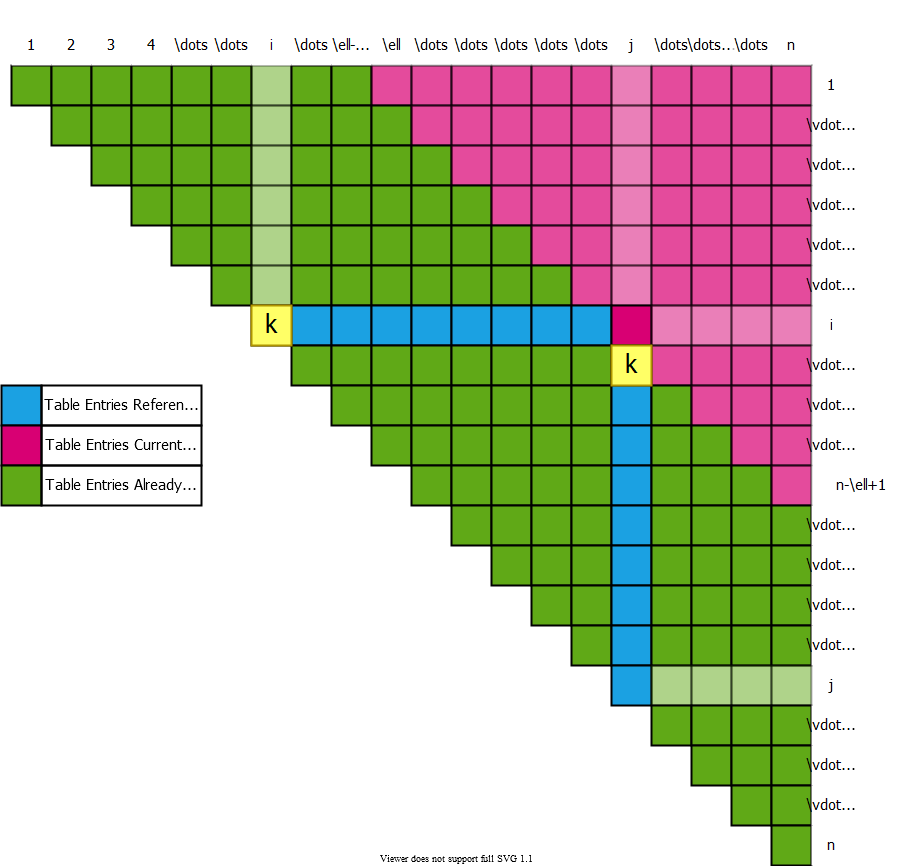 1 2 3 4 \dots \dots i \dots \ell-... \ell \dots \dots \dots \dots \dots j \dots \dots... \dots n
1
\vdot...
\vdot...
\vdot...
\vdot...
\vdot...
k i
k \vdot...
Table Entries Referen... \vdot...
Table Entries Current... \vdot...
Table Entries Already... n-\ell+1
\vdot...
\vdot...
\vdot...
\vdot...
j
\vdot...
\vdot...
\vdot...
n
Viewer does not support full SVG 1.1